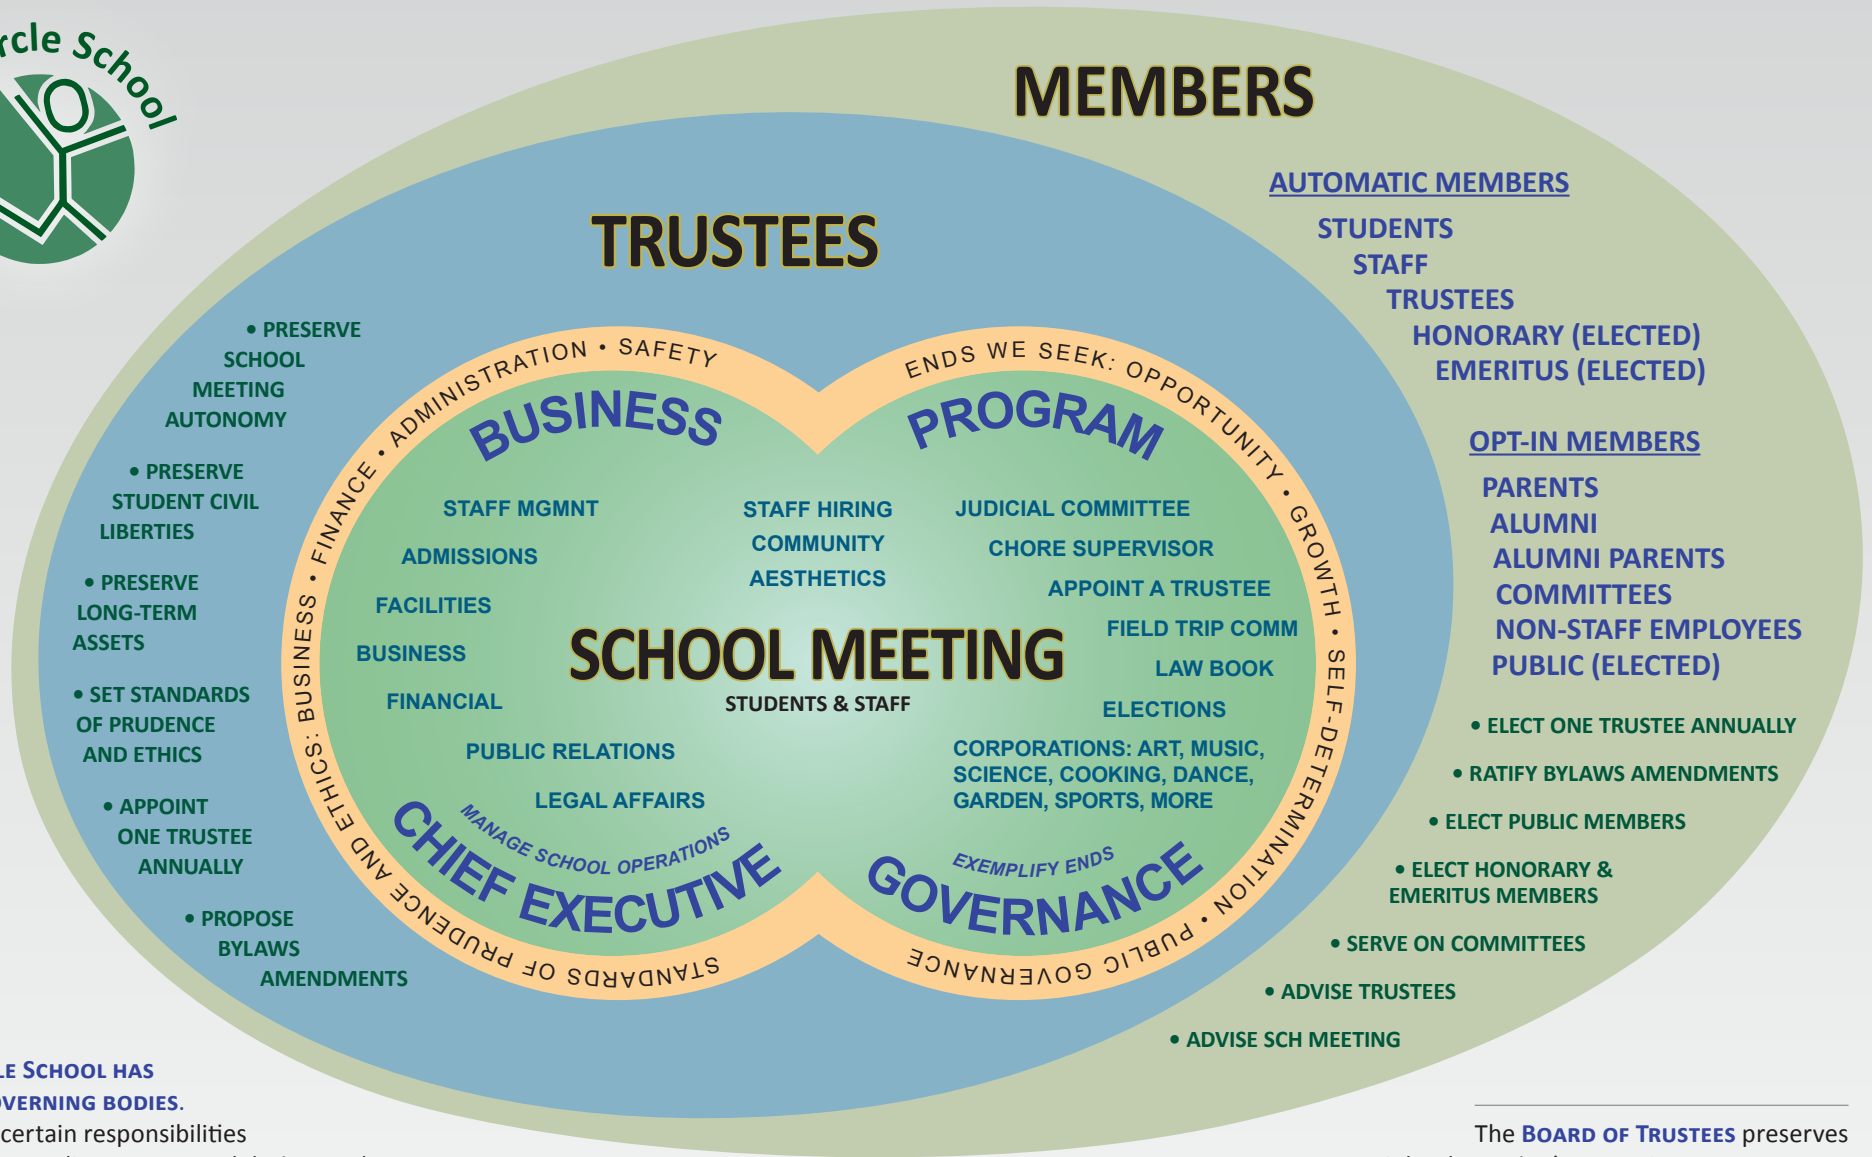 School
MEMBERS
TRUSTEES
AUTOMATIC MEMBERS
STUDENTS
STAFF
TRUSTEES
HONORARY (ELECTED)
EMERITUS (ELECTED)
OPT-IN MEMBERS
PARENTS
ALUMNI
ALUMNI PARENTS
COMMITTEES
NON-STAFF EMPLOYEES
PUBLIC (ELECTED)
• ELECT ONE TRUSTEE ANNUALLY
• RATIFY BYLAWS AMENDMENTS
• ELECT PUBLIC MEMBERS
• ELECT HONORARY &
EMERITUS MEMBERS
• SERVE ON COMMITTEES
• ADVISE TRUSTEES
• ADVISE SCH MEETING
• PRESERVE
SCHOOL
MEETING
AUTONOMY
• PRESERVE
STUDENT CIVIL
LIBERTIES
• PRESERVE
LONG-TERM
ASSETS
• SET STANDARDS
OF PRUDENCE
AND ETHICS
• APPOINT
ONE TRUSTEE
ANNUALLY
• PROPOSE
BYLAWS
AMENDMENTS
STANDARDS OF PRUDENCE AND ETHICS: BUSINESS • FINANCE • ADMINISTRATION • SAFETY
ENDS WE SEEK: OPPORTUNITY • GROWTH • SELF-DETERMINATION • PUBLIC GOVERNANCE
BUSINESS
STAFF MGMNT
ADMISSIONS
FACILITIES
BUSINESS
FINANCIAL
PUBLIC RELATIONS
LEGAL AFFAIRS
MANAGE SCHOOL OPERATIONS
CHIEF EXECUTIVE
STAFF HIRING
COMMUNITY
AESTHETICS
SCHOOL MEETING
STUDENTS & STAFF
PROGRAM
JUDICIAL COMMITTEE
CHORE SUPERVISOR
APPOINT A TRUSTEE
FIELD TRIP COMM
LAW BOOK
ELECTIONS
CORPORATIONS: ART, MUSIC,
SCIENCE, COOKING, DANCE,
GARDEN, SPORTS, MORE
EXEMPLIFY ENDS
GOVERNANCE
SCHOOL HAS
GOVERNING BODIES.
certain responsibilities
The BOARD OF TRUSTEES preserves